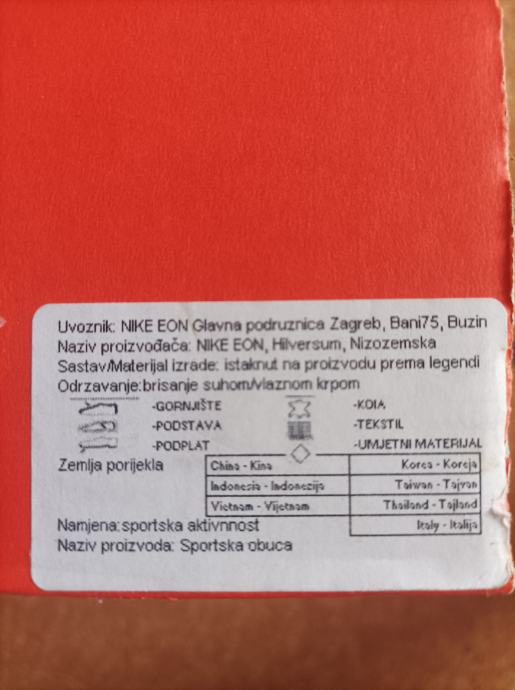 Uvoznik: NIKE EON Glavna podruznica Zagreb, Bani75, Buzin
Naziv proizvođača: NIKE EON, Hilversum, Nizozemska
Sastav/Materijal izrade: istaknut na proizvodu prema legendi
Odrzavanje:brisanje suhom/vlaznom krpom
-GORNJIŠTE -KOIA
-PODSTAVA -TEKSTIL
-PODPLAT -UMJETNI MATERIJAL
Zemlja porijekla China - Kina Korea - Koreja
Indonesia - Indonezija Taiwan - Tajvan
Vietnam - Vijetnam Thailand - Tajland
Namjena:sportska aktivnnost Italy - Italija
Naziv proizvoda: Sportska obuca